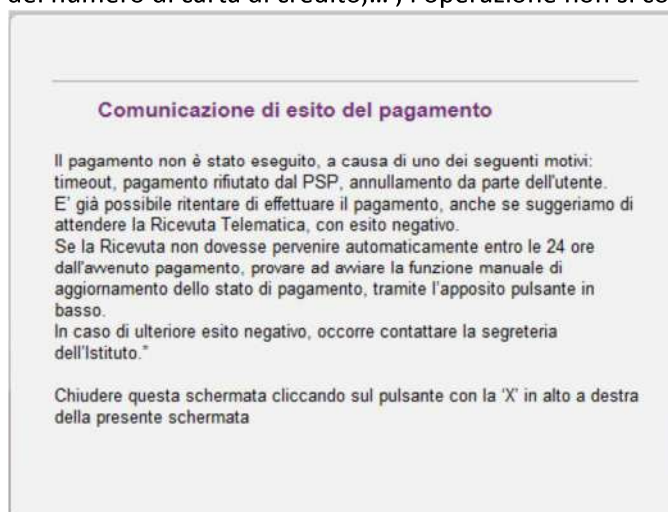 del numero di carta di credito,… , l'operazione non si co
Comunicazione di esito del pagamento
Il pagamento non è stato eseguito, a causa di uno dei seguenti motivi:
timeout, pagamento rifiutato dal PSP, annullamento da parte dell'utente.
E' già possibile ritentare di effettuare il pagamento, anche se suggeriamo di
attendere la Ricevuta Telematica, con esito negativo.
Se la Ricevuta non dovesse pervenire automaticamente entro le 24 ore
dall'avvenuto pagamento, provare ad avviare la funzione manuale di
aggiornamento dello stato di pagamento, tramite l'apposito pulsante in
basso.
In caso di ulteriore esito negativo, occorre contattare la segreteria
dell'Istituto."
Chiudere questa schermata cliccando sul pulsante con la 'X' in alto a destra
della presente schermata